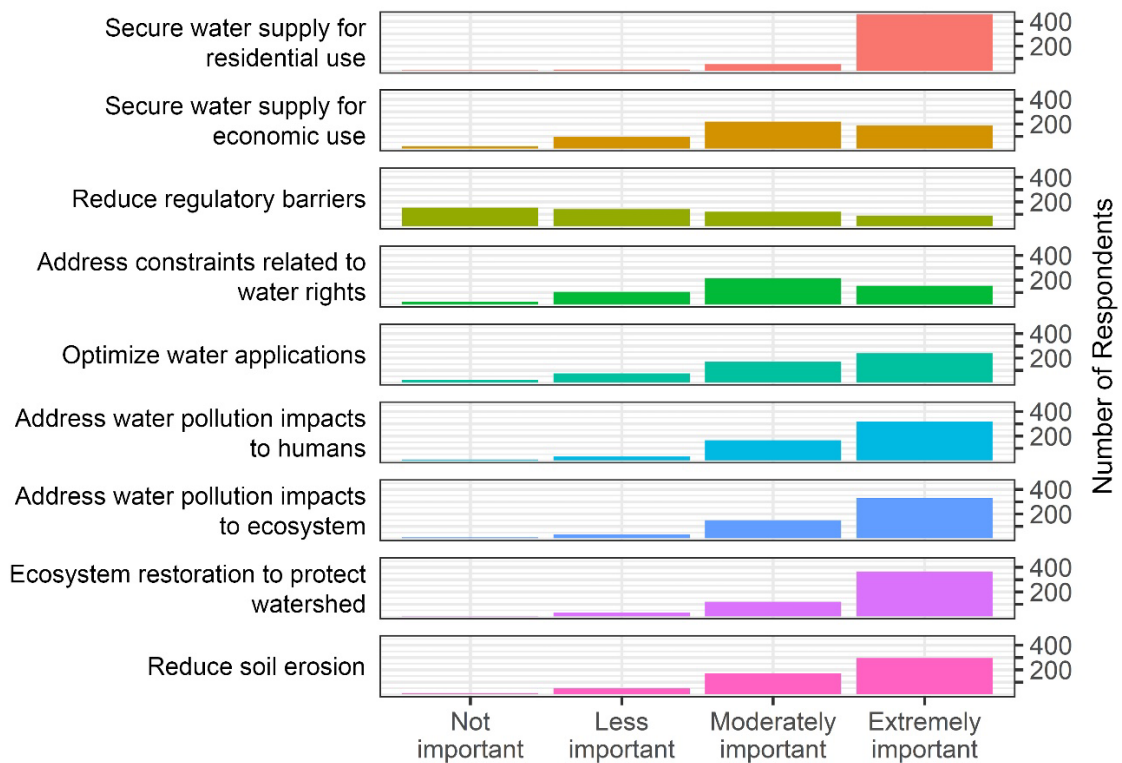 Secure water supply for
residential use
400
200
Secure water supply for
economic use
400
200
Reduce regulatory barriers
400
200
Address constraints related to
water rights
400
200
Optimize water applications
400
200
Address water pollution impacts
to humans
400
200
Address water pollution impacts
to ecosystem
400
200
Ecosystem restoration to protect
watershed
400
200
Reduce soil erosion
400
200
Number of Respondents
Not
important
Less
important
Moderately
important
Extremely
important